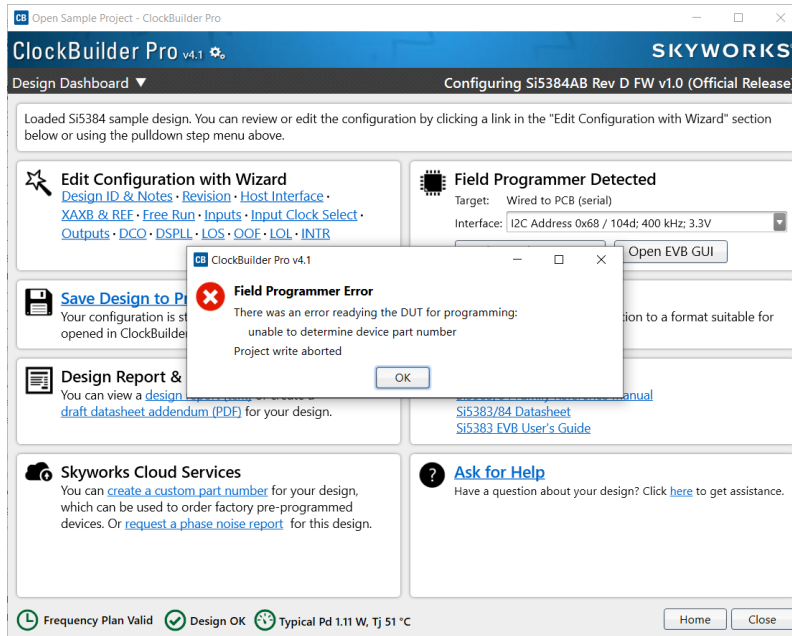 CB Open Sample Project - ClockBuilder Pro
ClockBuilder Pro v4.1
SKYWORKS
Design Dashboard ▼
Configuring Si5384AB Rev D FW v1.0 (Official Release)
Loaded Si5384 sample design. You can review or edit the configuration by clicking a link in the "Edit Configuration with Wizard" section
below or using the pulldown step menu above.
Edit Configuration with Wizard
Design ID & Notes · Revision · Host Interface ·
XAXB & REF · Free Run · Inputs · Input Clock Select ·
Outputs · DCO · DSPLL · LOS · OOF · LOL · INTR
Field Programmer Detected
Target: Wired to PCB (serial)
Interface: I2C Address 0x68 / 104d; 400 kHz; 3.3V
Open EVB GUI
CB ClockBuilder Pro v4.1
Field Programmer Error
There was an error readying the DUT for programming:
unable to determine device part number
Project write aborted
OK
Save Design to Pr
Your configuration is st
opened in ClockBuilde
tion to a format suitable for
Design Report &
You can view a design
draft datasheet addendum (PDF) for your design.
anual
Si5383/84 Datasheet
Si5383 EVB User's Guide
Skyworks Cloud Services
You can create a custom part number for your design,
which can be used to order factory pre-programmed
devices. Or request a phase noise report for this design.
? Ask for Help
Have a question about your design? Click here to get assistance.
Frequency Plan Valid Design OK Typical Pd 1.11 W, Tj 51 °C
Home Close